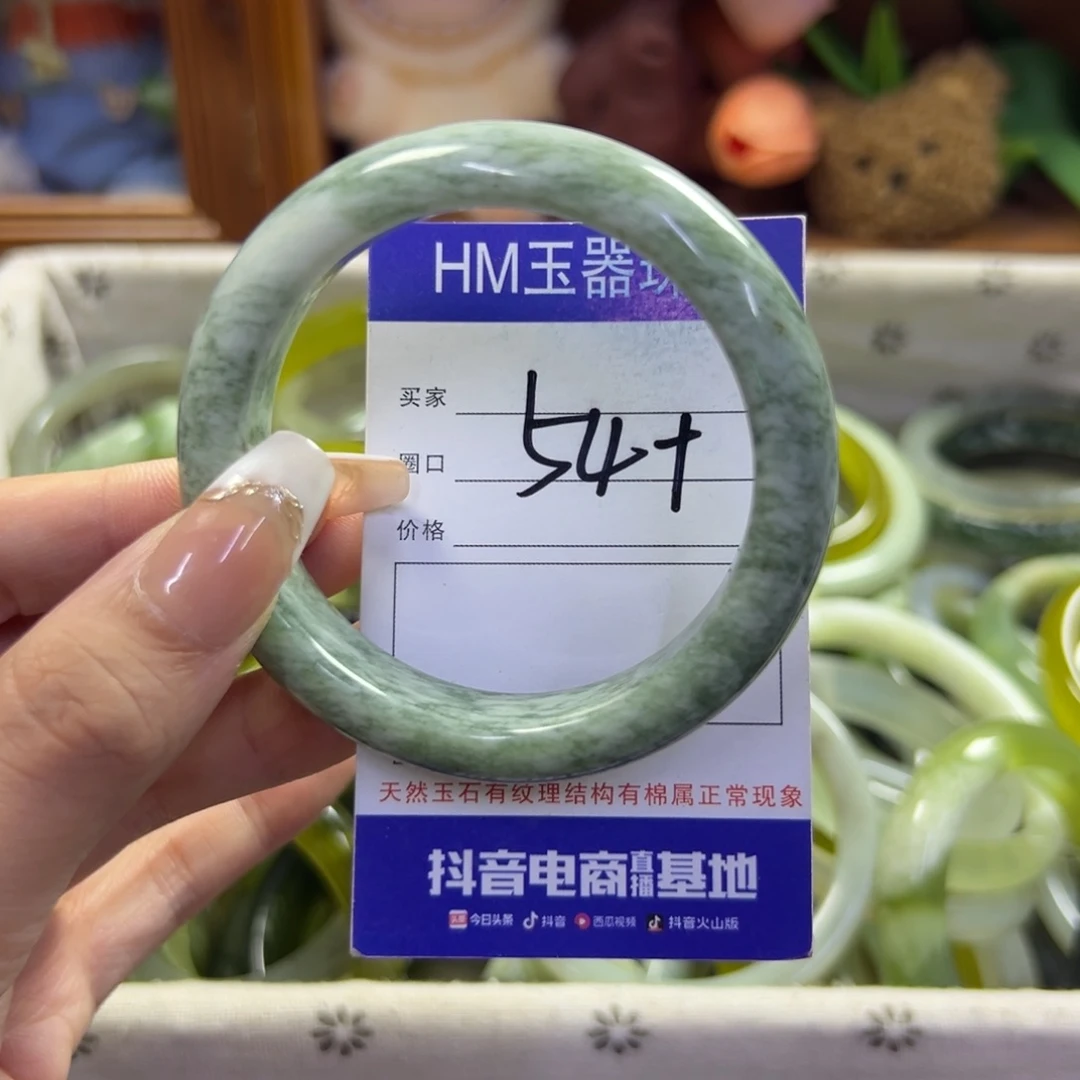 HM玉器
买家
圈口 54+
价格
天然玉石有纹理结构有棉属正常现象
抖音电商直播基地
今日头条 抖音 西瓜视频 抖音火山版